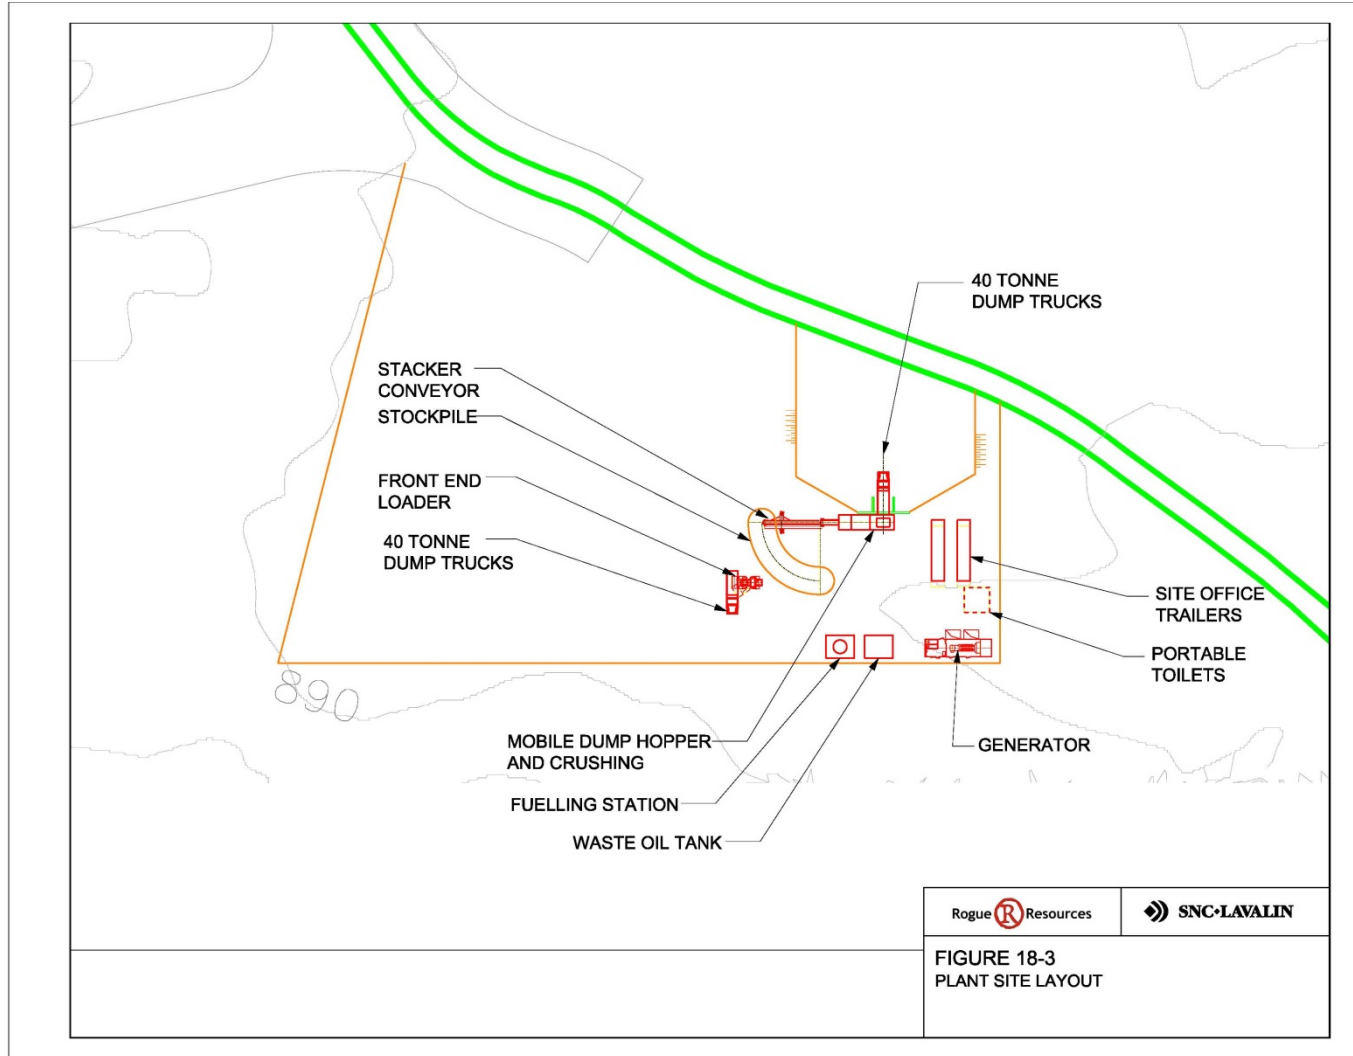 40 TONNE
DUMP TRUCKS
STACKER
CONVEYOR
STOCKPILE
FRONT END
LOADER
40 TONNE
DUMP TRUCKS
SITE OFFICE
TRAILERS
PORTABLE
TOILETS
MOBILE DUMP HOPPER
AND CRUSHING
GENERATOR
FUELLING STATION
WASTE OIL TANK
Rogue R Resources
SNC•LAVALIN
FIGURE 18-3
PLANT SITE LAYOUT